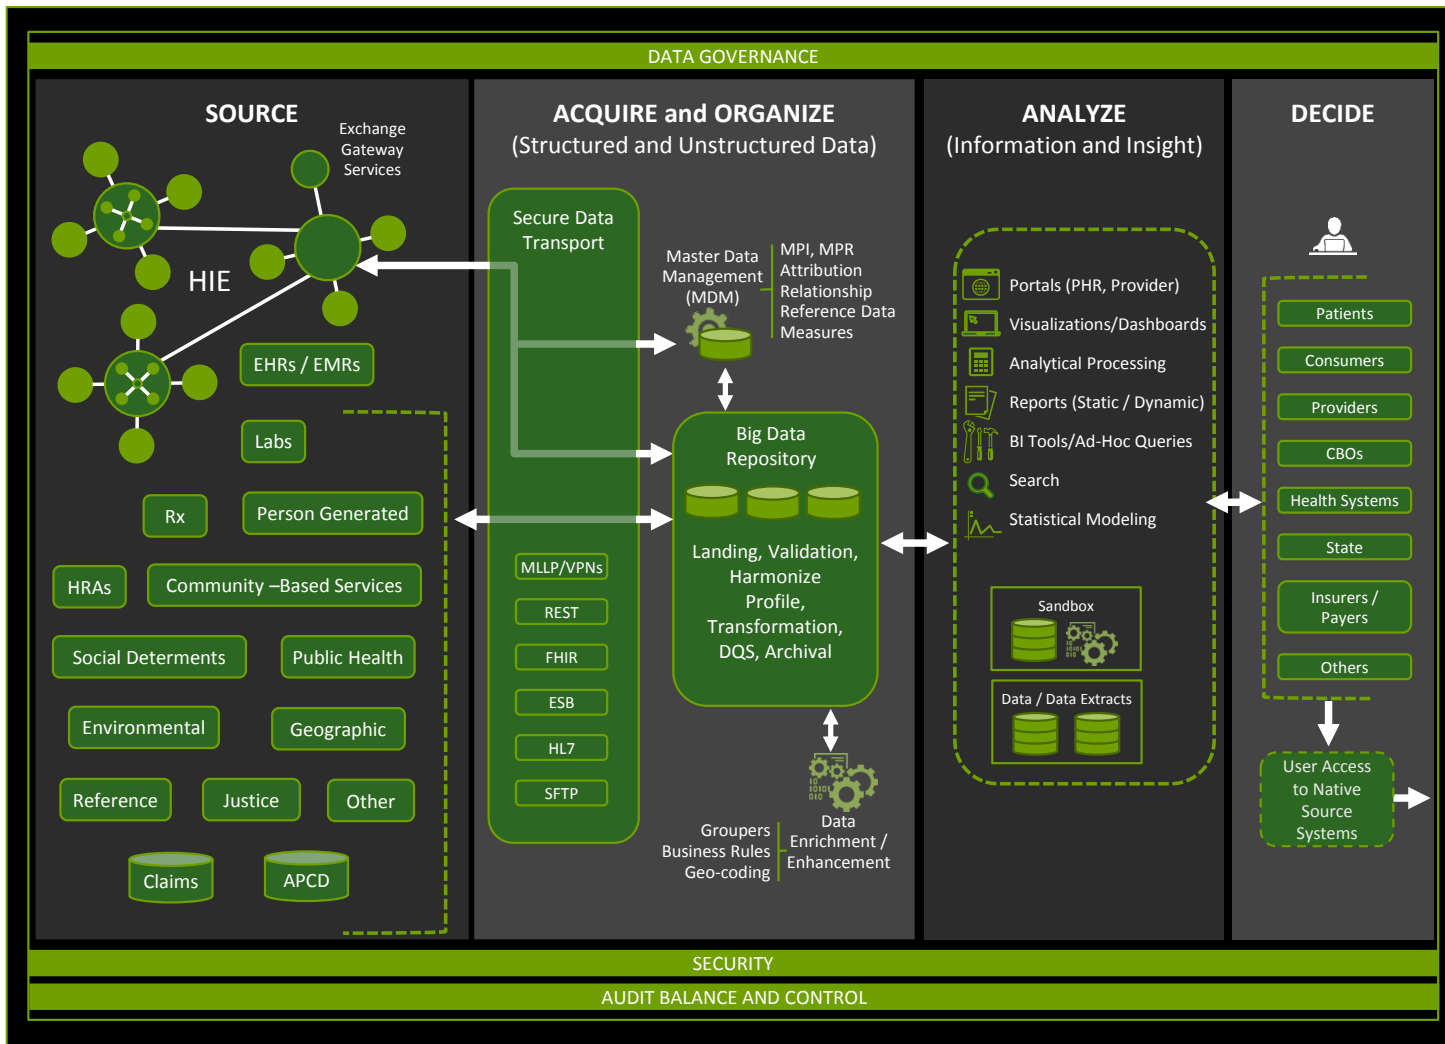 DATA GOVERNANCE
SOURCE
Exchange
Gateway
Services
HIE
EHRs / EMRs
Labs
Rx
Person Generated
HRAs
Community –Based Services
Social Determents
Public Health
Environmental
Geographic
Reference
Justice
Other
Claims
APCD
ACQUIRE and ORGANIZE
(Structured and Unstructured Data)
Secure Data
Transport
MLLP/VPNs
REST
FHIR
ESB
HL7
SFTP
Master Data
Management
(MDM)
MPI, MPR
Attribution
Relationship
Reference Data
Measures
Big Data
Repository
Landing, Validation,
Harmonize
Profile,
Transformation,
DQS, Archival
Groupers
Business Rules
Geo-coding
Data
Enrichment /
Enhancement
ANALYZE
(Information and Insight)
Portals (PHR, Provider)
Visualizations/Dashboards
Analytical Processing
Reports (Static / Dynamic)
BI Tools/Ad-Hoc Queries
Search
Statistical Modeling
Sandbox
Data / Data Extracts
DECIDE
Patients
Consumers
Providers
CBOs
Health Systems
State
Insurers /
Payers
Others
User Access
to Native
Source
Systems
SECURITY
AUDIT BALANCE AND CONTROL